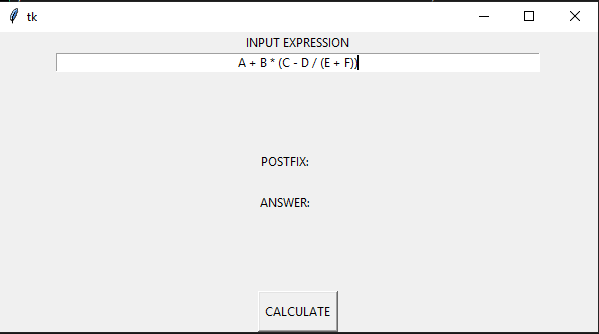 tk
INPUT EXPRESSION
A + B * (C - D / (E + F))
POSTFIX:
ANSWER:
CALCULATE